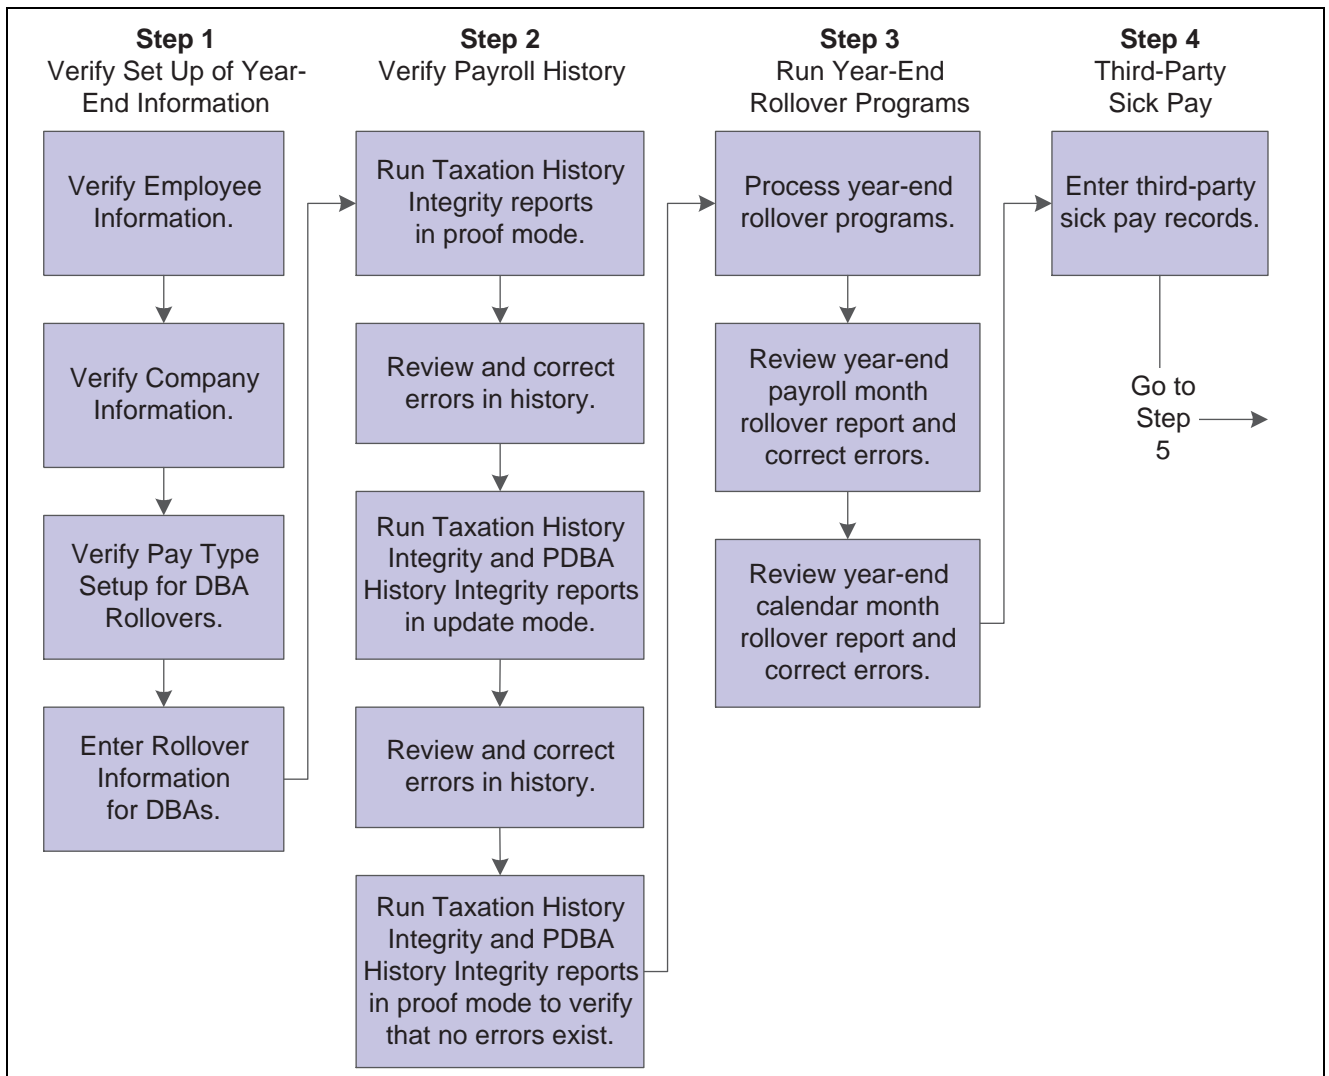 Step 1
Verify Set Up of Year-
End Information
Verify Employee
Information.
Verify Company
Information.
Verify Pay Type
Setup for DBA
Rollovers.
Enter Rollover
Information
for DBAs.
Step 2
Verify Payroll History
Run Taxation History
Integrity reports
in proof mode.
Review and correct
errors in history.
Run Taxation History
Integrity and PDBA
History Integrity reports
in update mode.
Review and correct
errors in history.
Run Taxation History
Integrity and PDBA
History Integrity reports
in proof mode to verify
that no errors exist.
Step 3
Run Year-End
Rollover Programs
Process year-end
rollover programs.
Review year-end
payroll month
rollover report and
correct errors.
Review year-end
calendar month
rollover report and
correct errors.
Step 4
Third-Party
Sick Pay
Enter third-party
sick pay records.
Go to
Step
5